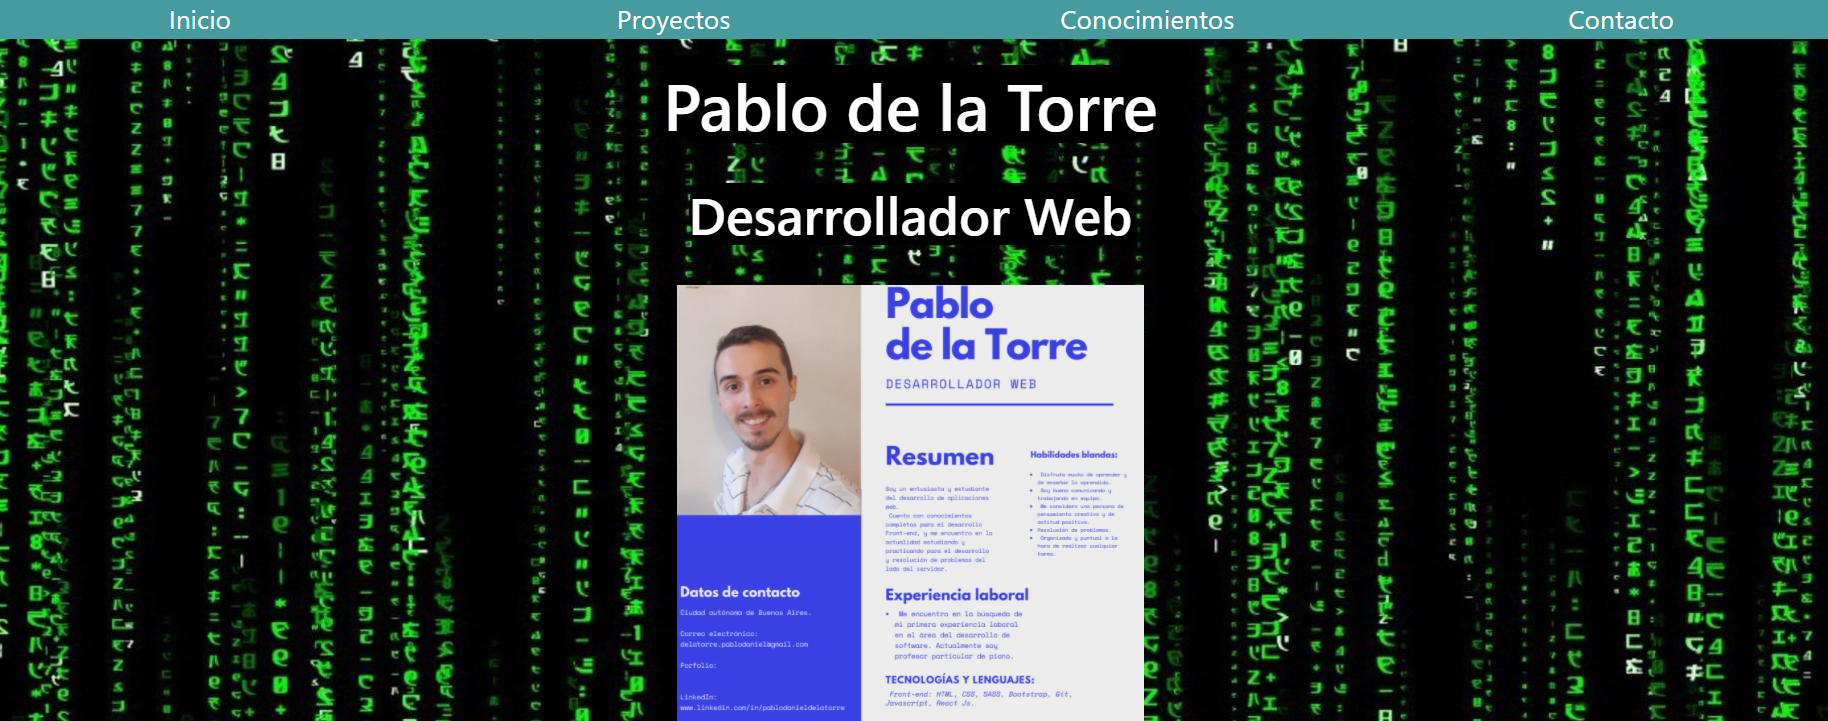 Inicio Proyectos Conocimientos Contacto
Pablo de la Torre
Desarrollador Web
Pablo
de la Torre
DESARROLLADOR WEB
Resumen
Soy un entusiasta y estudiante
del desarrollo de aplicaciones
web.
Cuento con conocimientos
completos para el desarrollo
Front-end, y me encuentro en la
actualidad estudiando y
practicando para el desarrollo
y resolución de problemas del
lado del servidor.
Habilidades blandas:
• Disfruto mucho de aprender y
de enseñar lo aprendido.
• Soy bueno comunicando y
trabajando en equipo.
• Me considero una persona de
pensamiento creativo y de
actitud positiva.
• Resolución de problemas.
• Organizado y puntual a la
hora de realizar cualquier
tarea.
Datos de contacto
Ciudad autónoma de Buenos Aires.
Correo electrónico:
delatorre.pablodaniel@gmail.com
Porfolio:
LinkedIn:
www.linkedin.com/in/pablodanieldelatorre
Experiencia laboral
• Me encuentro en la búsqueda de
mi primera experiencia laboral
en el área del desarrollo de
software. Actualmente soy
profesor particular de piano.
TECNOLOGÍAS Y LENGUAJES:
Front-end: HTML, CSS, SASS, Bootstrap, Git,
Javascript, React Js.